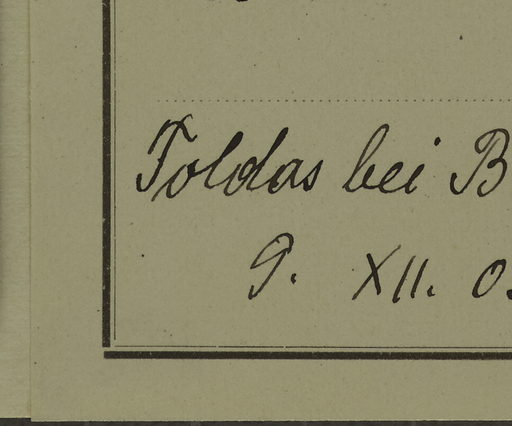 Toldas bei B
9. XII. 0.